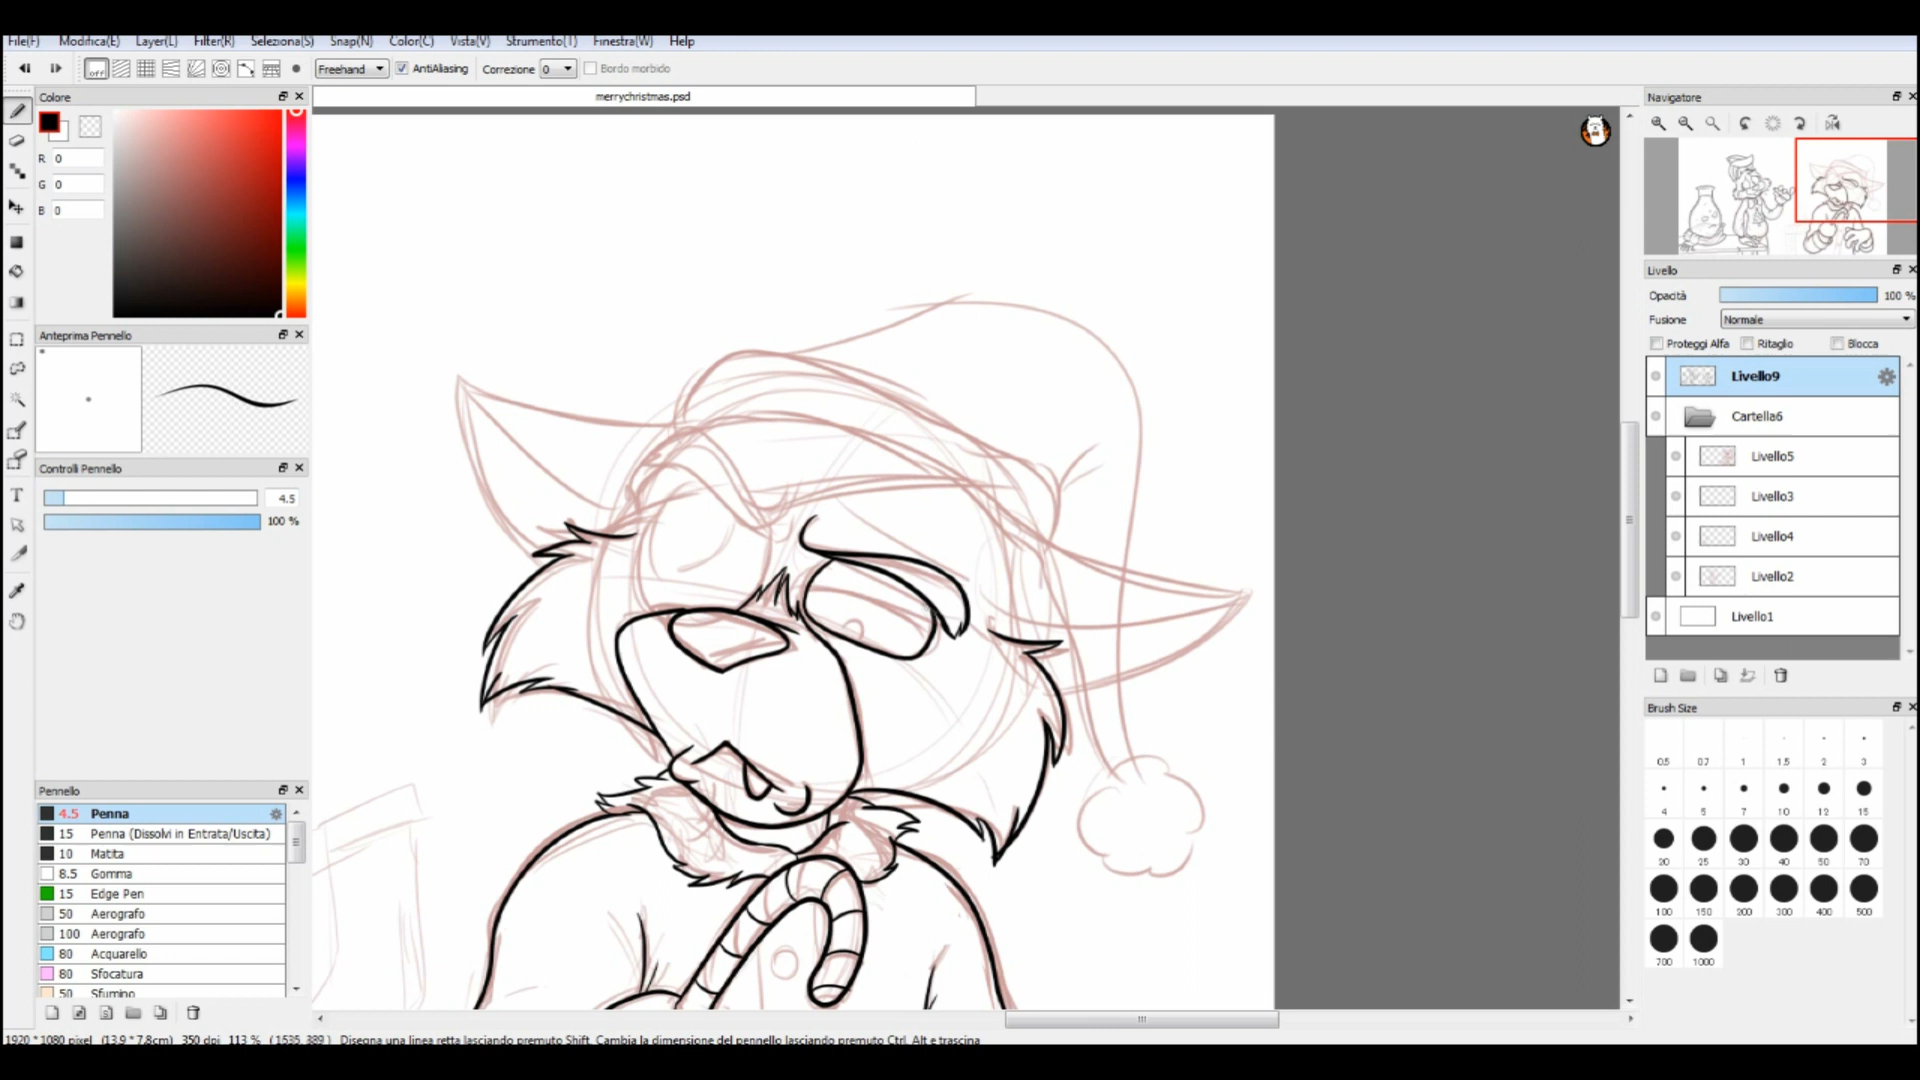 File(F) Modifica(E) Layer(L) Filter(R) Seleziona(S) Snap(N) Color(C) Vista(V) Strumento(T) Finestra(W) Help
off Freehand AntiAliasing Correzione 0 Bordo morbido
Colore
merrychristmas.psd
Navigatore
R 0
G 0
B 0
Anteprima Pennello
Controlli Pennello
4.5
100 %
Livello
Opacità 100 %
Fusione Normale
Proteggi Alfa Ritaglio Blocca
Livello9
Cartella6
Livello5
Livello3
Livello4
Livello2
Livello1
Pennello
4.5 Penna
15 Penna (Dissolvi in Entrata/Uscita)
10 Matita
8.5 Gomma
15 Edge Pen
50 Aerografo
100 Aerografo
80 Acquarello
80 Sfocatura
50 Sfumino
Brush Size
0.5 0.7 1 1.5 2 3
4 5 7 10 12 15
20 25 30 40 50 70
100 150 200 300 400 500
700 1000
1920 * 1080 pixel (13.9 * 7.8cm) 350 dpi 113 % ( 1535, 389 ) Disegna una linea retta lasciando premuto Shift, Cambia la dimensione del pennello lasciando premuto Ctrl, Alt e trascina